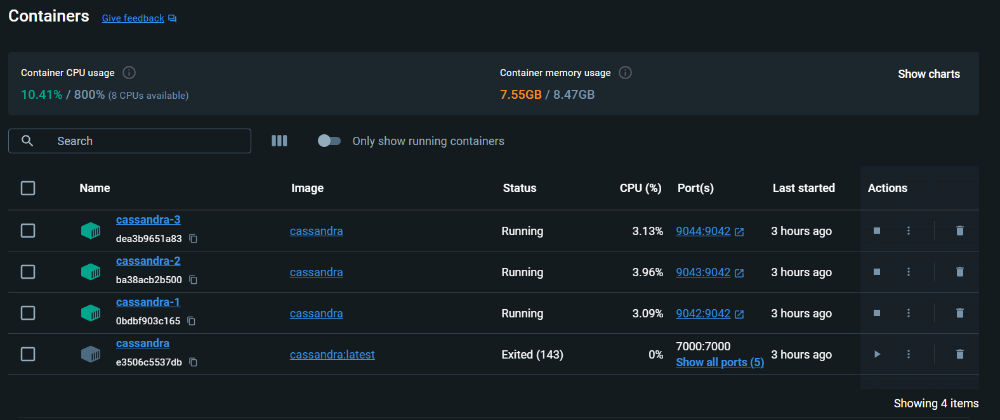 Containers Give feedback
Container CPU usage
10.41% / 800% (8 CPUs available)
Container memory usage
7.55GB / 8.47GB
Show charts
Search
Only show running containers
Name Image Status CPU (%) Port(s) Last started Actions
cassandra-3
dea3b9651a83
cassandra Running 3.13% 9044:9042 3 hours ago
cassandra-2
ba38acb2b500
cassandra Running 3.96% 9043:9042 3 hours ago
cassandra-1
0bdbf903c165
cassandra Running 3.09% 9042:9042 3 hours ago
cassandra
e3506c5537db
cassandra:latest Exited (143) 0% 7000:7000
Show all ports (5)
3 hours ago
Showing 4 items